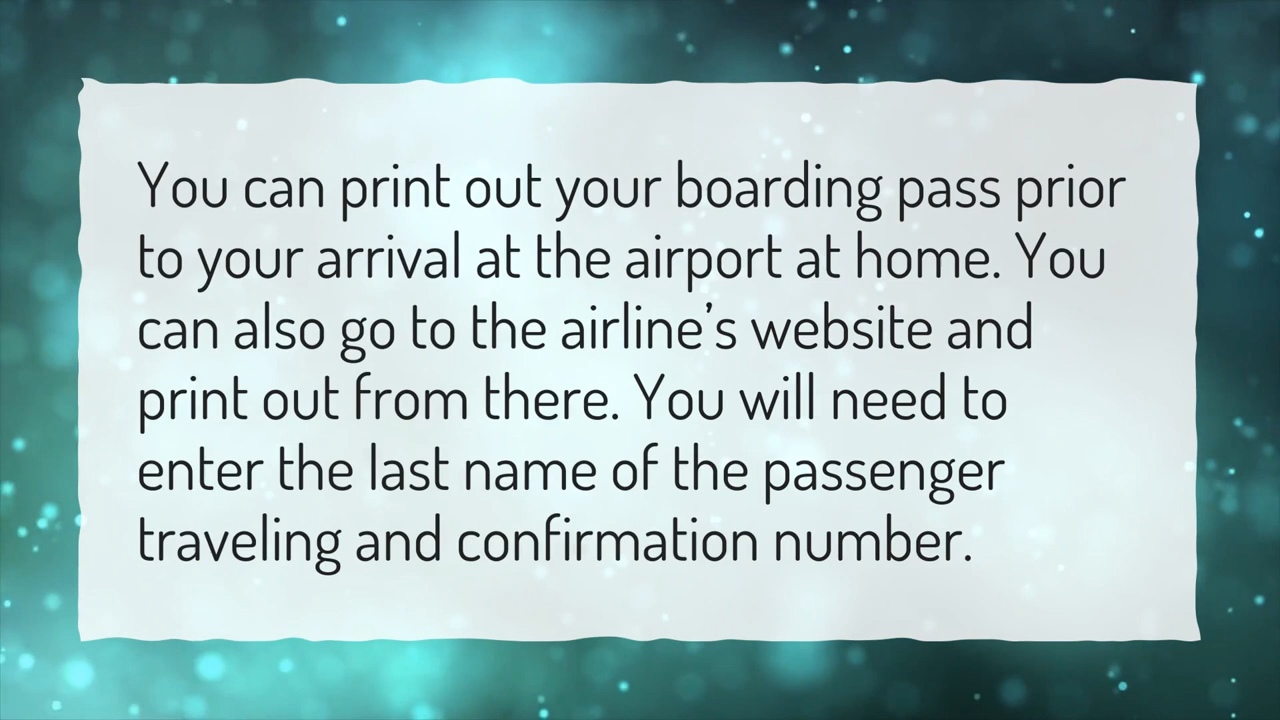 You can print out your boarding pass prior
to your arrival at the airport at home. You
can also go to the airline’s website and
print out from there. You will need to
enter the last name of the passenger
traveling and confirmation number.